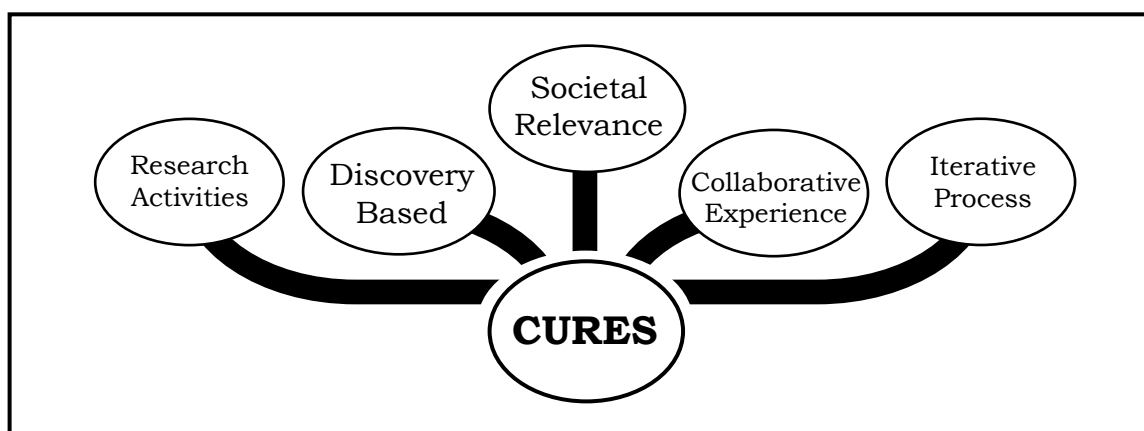 Research
Activities
Discovery
Based
Societal
Relevance
Collaborative
Experience
Iterative
Process
CURES